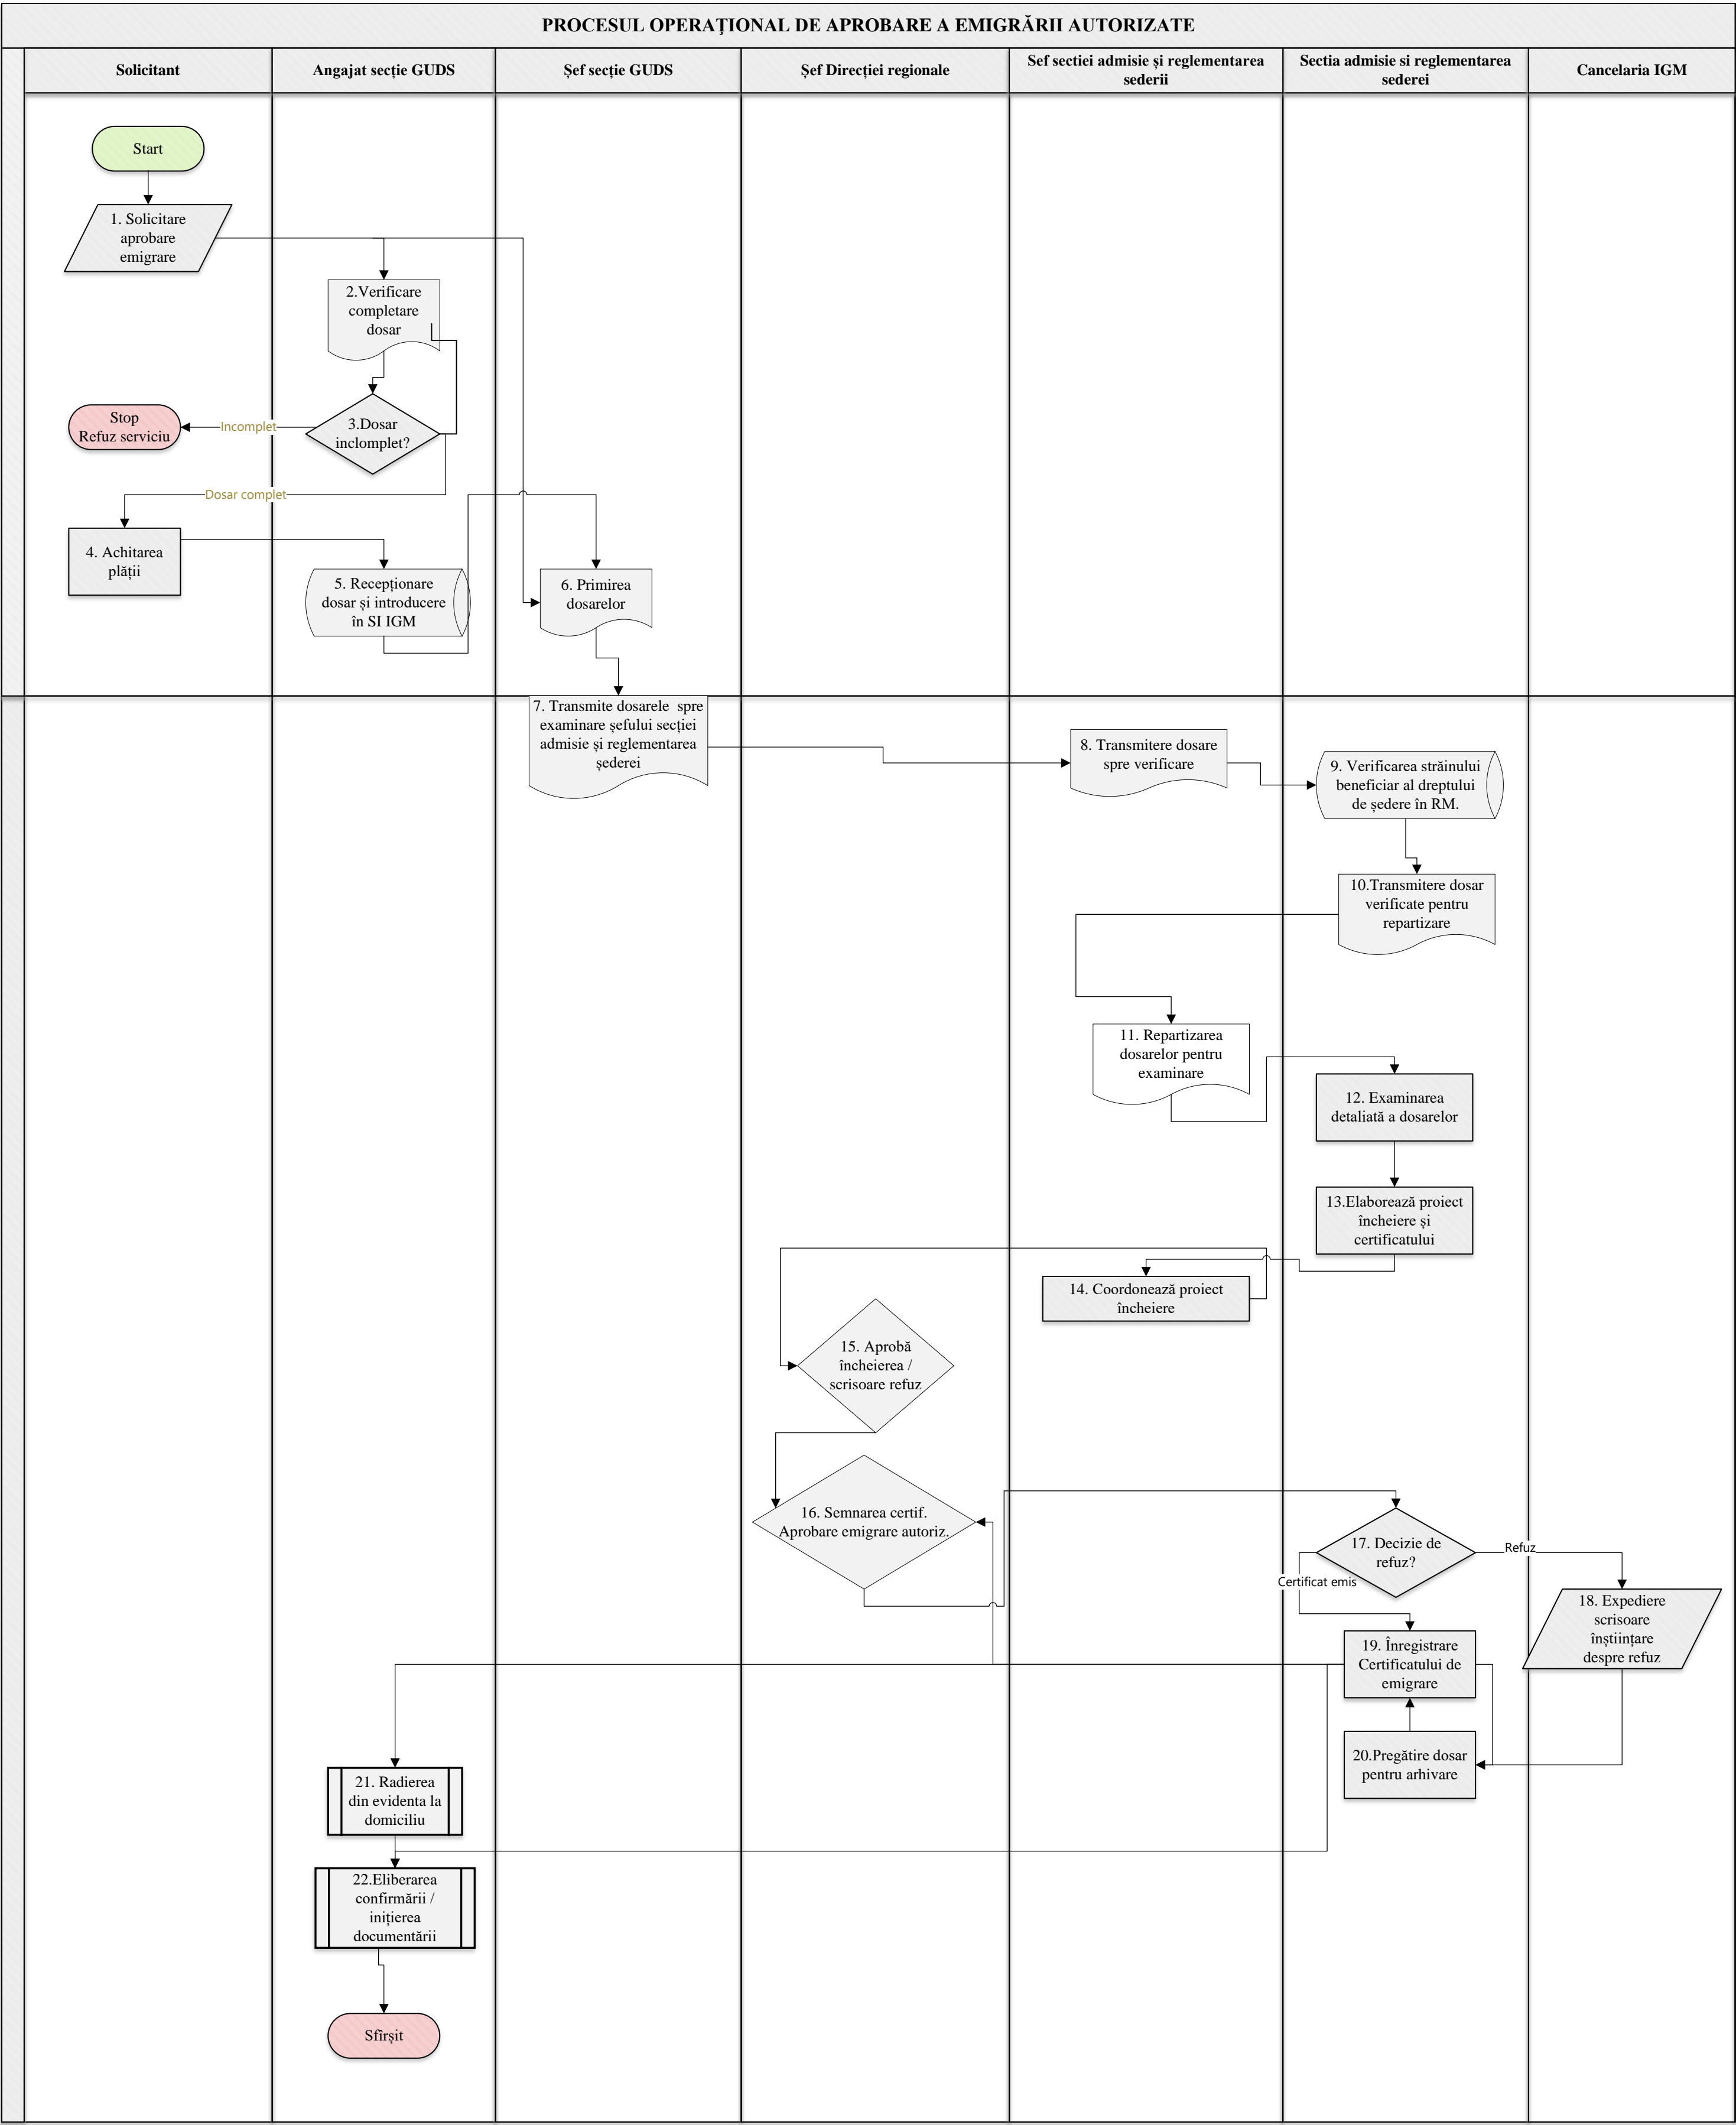 PROCESUL OPERAŢIONAL DE APROBARE A EMIGRĂRII AUTORIZATE
Solicitant
Angajat secție GUDS
Șef secție GUDS
Șef Direcției regionale
Sef sectiei admisie și reglementarea
sederii
Sectia admisie si reglementarea
sederei
Cancelaria IGM
Start
1. Solicitare
aprobare
emigrare
2.Verificare
completare
dosar
Stop
Refuz serviciu
Incomplet
3.Dosar
inclomplet?
Dosar complet
4. Achitarea
plății
5. Recepționare
dosar și introducere
în SI IGM
6. Primirea
dosarelor
7. Transmite dosarele spre
examinare șefului secției
admisie și reglementarea
șederei
8. Transmitere dosare
spre verificare
9. Verificarea străinului
beneficiar al dreptului
de ședere în RM.
10.Transmitere dosar
verificate pentru
repartizare
11. Repartizarea
dosarelor pentru
examinare
12. Examinarea
detaliată a dosarelor
13.Elaborează proiect
încheiere și
certificatului
14. Coordonează proiect
încheiere
15. Aprobă
încheierea /
scrisoare refuz
16. Semnarea certif.
Aprobare emigrare autoriz.
17. Decizie de
refuz?
Refuz
Certificat emis
18. Expediere
scrisoare
înștiințare
despre refuz
19. Înregistrare
Certificatului de
emigrare
20.Pregătire dosar
pentru arhivare
21. Radierea
din evidenta la
domiciliu
22.Eliberarea
confirmării /
inițierea
documentării
Sfîrșit